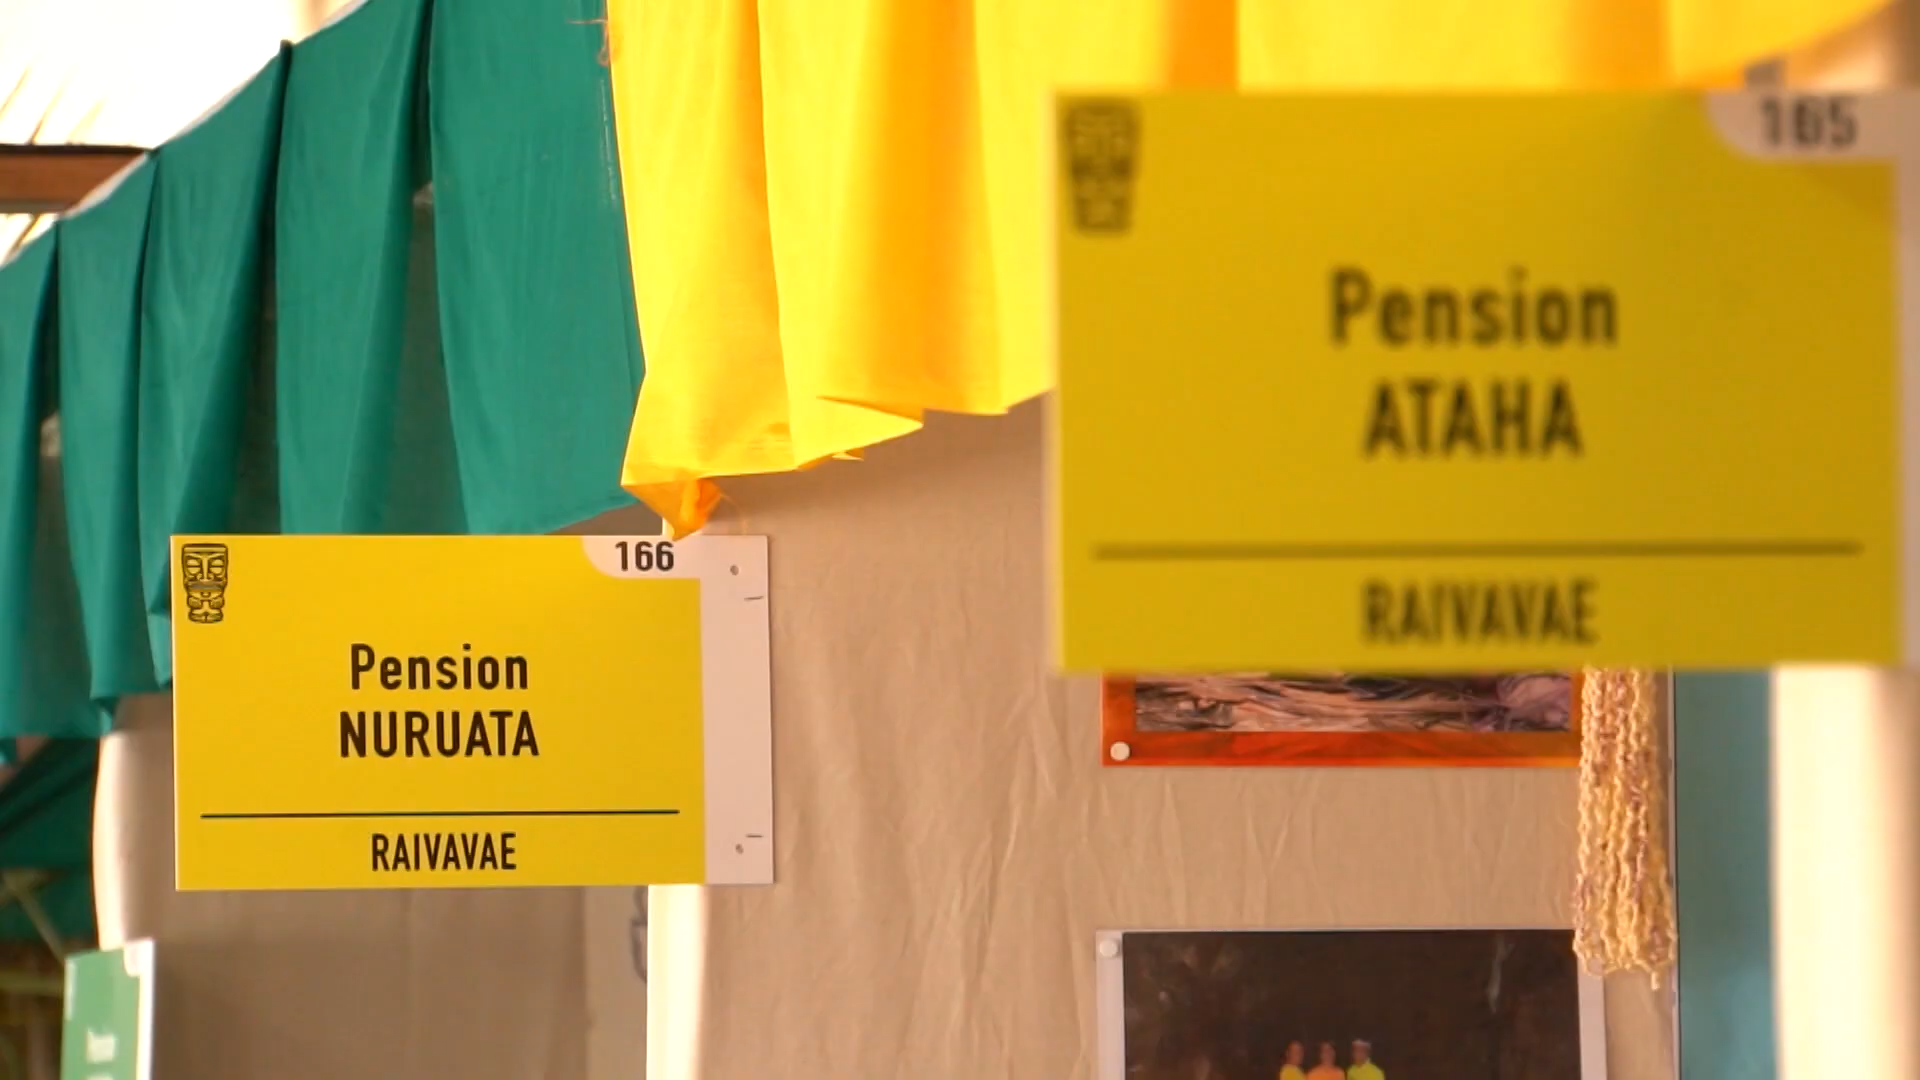 166
Pension
NURUATA
RAIVAVAE
165
Pension
ATAHA
RAIVAVAE